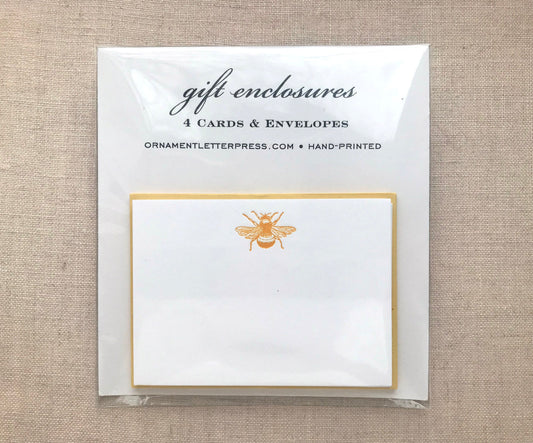 gift enclosures
4 CARDS & ENVELOPES
ORNAMENTLETTERPRESS.COM • HAND-PRINTED